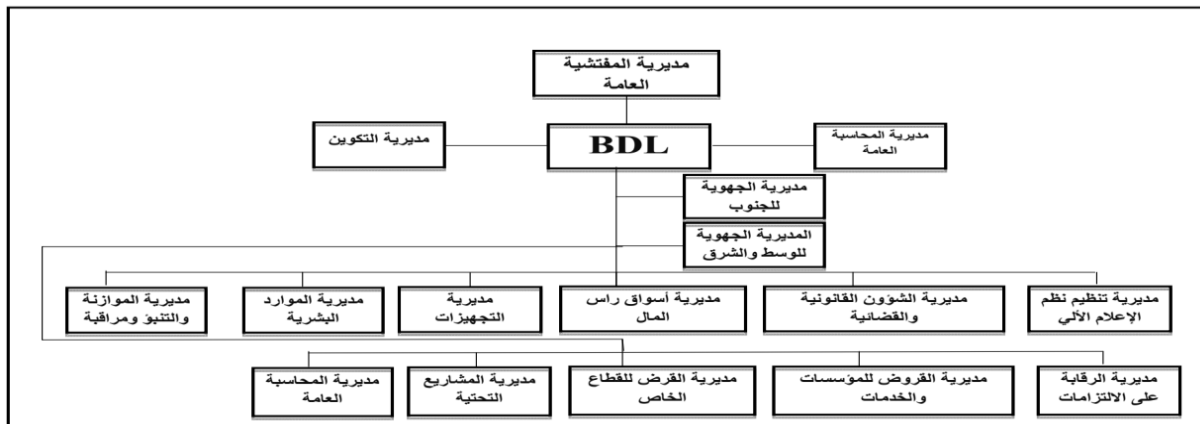 مديرية المفتشية
العامة
مديرية المحاسبة
العامة
BDL
مديرية التكوين
مديرية الجهوية
للجنوب
المديرية الجهوية
للوسط والشرق
مديرية تنظيم نظم
الإعلام الألي
مديرية الشؤون القانونية
والقضائية
مديرية أسواق راس
المال
مديرية
التجهيزات
مديرية الموارد
البشرية
مديرية الموازنة
والتنبؤ ومراقبة
مديرية الرقابة
على الالتزامات
مديرية القروض للمؤسسات
والخدمات
مديرية القرض للقطاع
الخاص
مديرية المشاريع
التحتية
مديرية المحاسبة
العامة